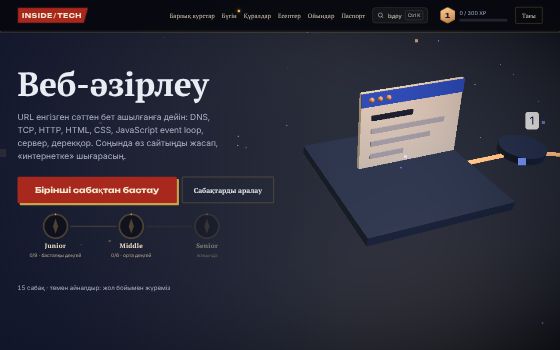 INSIDE/TECH
Барлық курстар Бүгін Құралдар Есептер Ойындар Паспорт
Іздеу Ctrl K
1 0 / 300 XP
Тағы
Веб-әзірлеу
URL енгізген сәттен бет ашылғанға дейін: DNS,
TCP, HTTP, HTML, CSS, JavaScript event loop,
сервер, дерекқор. Соңында өз сайтыңды жасап,
«интернетке» шығарасың.
Бірінші сабақтан бастау
Сабақтарды аралау
Junior Middle Senior
0/9 · бастапқы деңгей 0/6 · орта деңгей
15 сабақ · төмен айналдыр: жол бойымен жүреміз
1